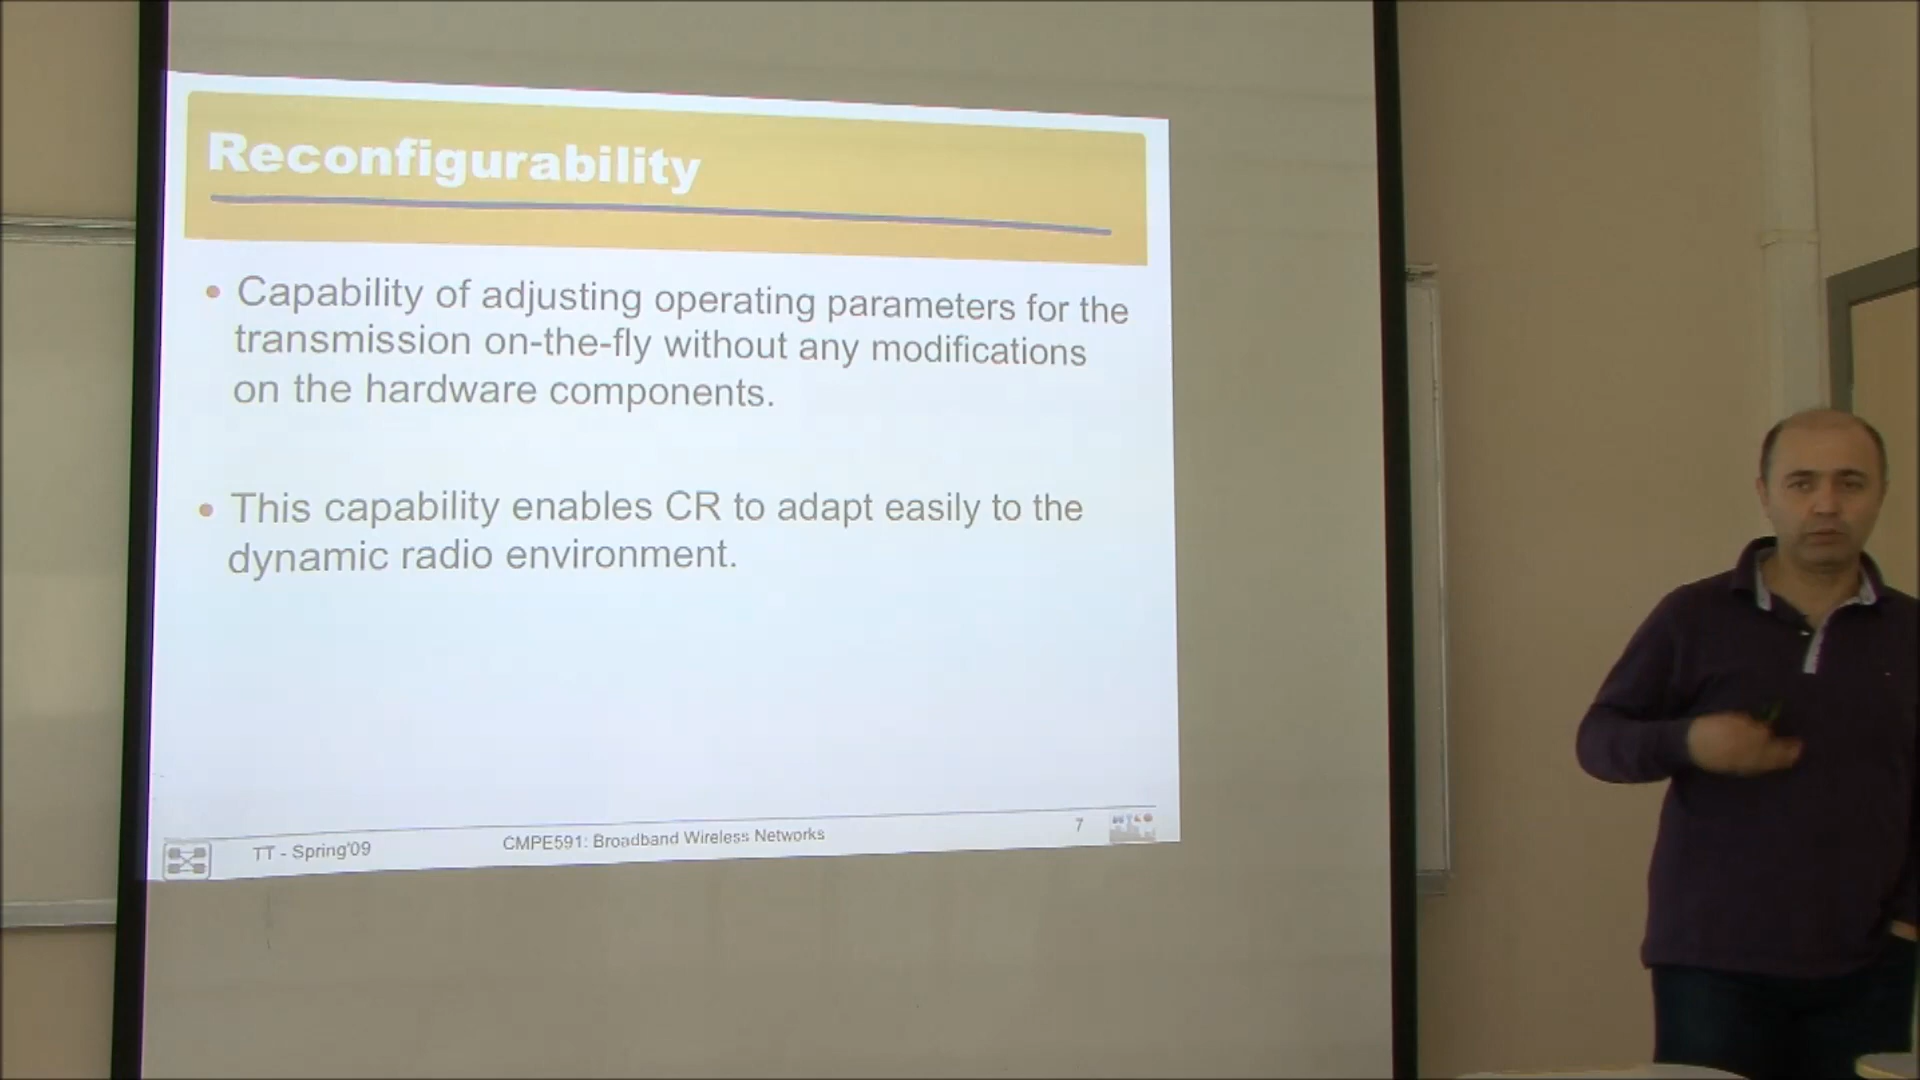 Reconfigurability
• Capability of adjusting operating parameters for the
transmission on-the-fly without any modifications
on the hardware components.
• This capability enables CR to adapt easily to the
dynamic radio environment.
TT - Spring'09
CMPE591: Broadband Wireless Networks
7